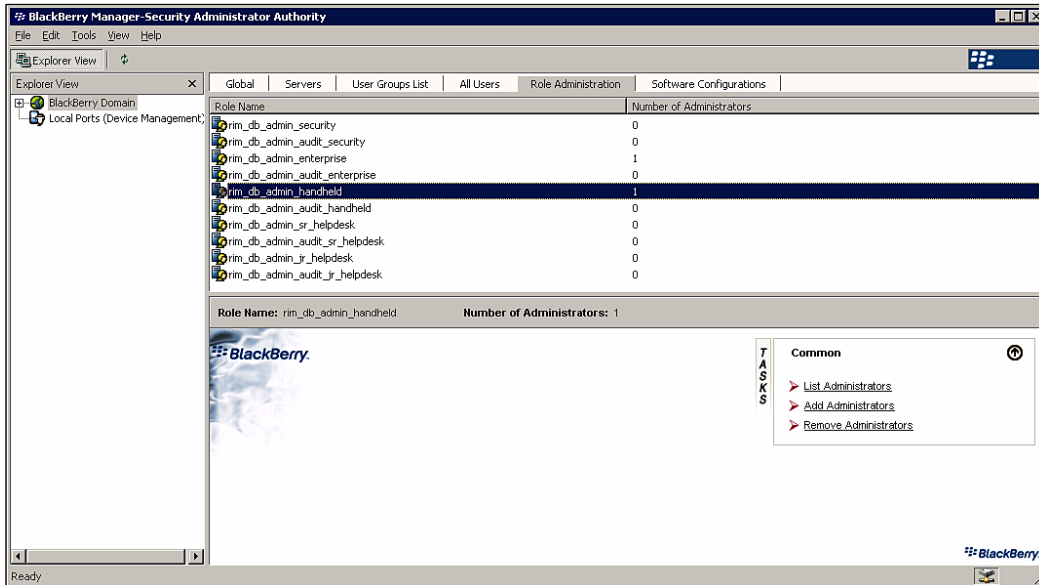 BlackBerry Manager-Security Administrator Authority
File Edit Tools View Help
Explorer View
Explorer View
BlackBerry Domain
Local Ports (Device Management)
Global Servers User Groups List All Users Role Administration Software Configurations
Role Name Number of Administrators
rim_db_admin_security 0
rim_db_admin_audit_security 0
rim_db_admin_enterprise 1
rim_db_admin_audit_enterprise 0
rim_db_admin_handheld 1
rim_db_admin_audit_handheld 0
rim_db_admin_sr_helpdesk 0
rim_db_admin_audit_sr_helpdesk 0
rim_db_admin_jr_helpdesk 0
rim_db_admin_audit_jr_helpdesk 0
Role Name: rim_db_admin_handheld Number of Administrators: 1
BlackBerry.
TASKS
Common
List Administrators
Add Administrators
Remove Administrators
BlackBerry.
Ready